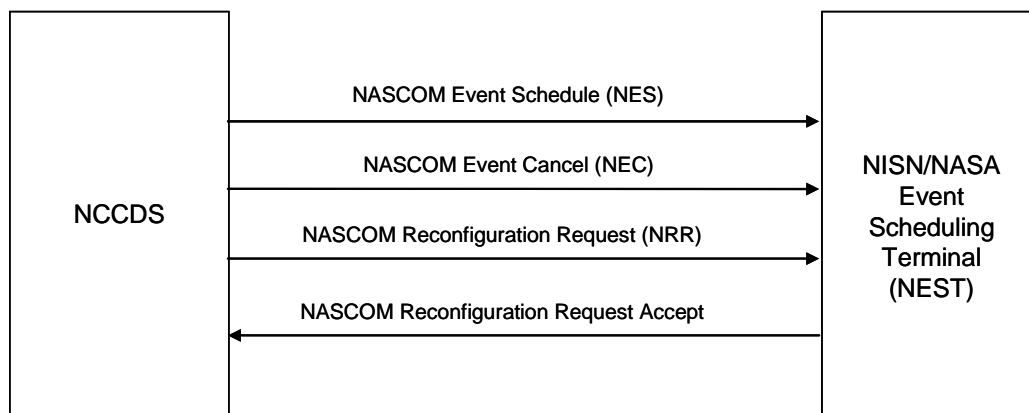 NASCOM Event Schedule (NES)
NASCOM Event Cancel (NEC)
NCCDS
NASCOM Reconfiguration Request (NRR)
NASCOM Reconfiguration Request Accept
NISN/NASA
Event
Scheduling
Terminal
(NEST)